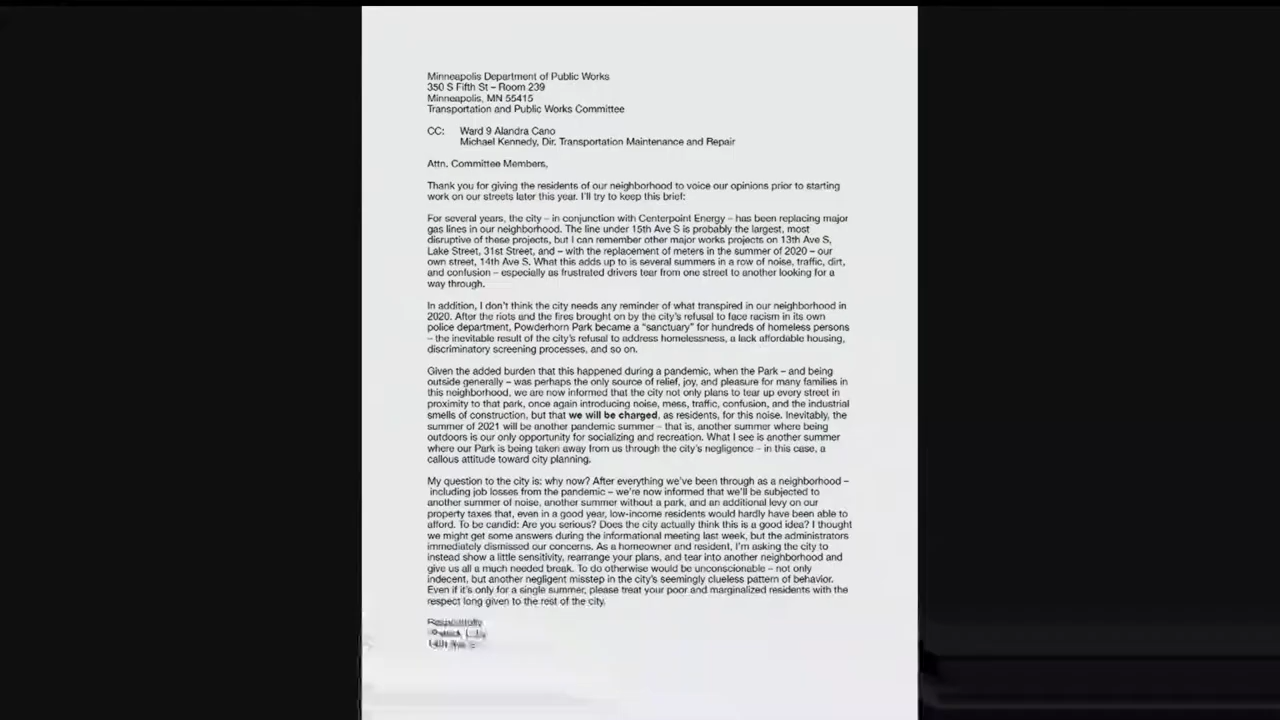 Minneapolis Department of Public Works
350 S Fifth St – Room 239
Minneapolis, MN 55415
Transportation and Public Works Committee
CC: Ward 9 Alandra Cano
Michael Kennedy, Dir. Transportation Maintenance and Repair
Attn. Committee Members,
Thank you for giving the residents of our neighborhood to voice our opinions prior to starting
work on our streets later this year. I'll try to keep this brief:
For several years, the city – in conjunction with Centerpoint Energy – has been replacing major
gas lines in our neighborhood. The line under 15th Ave S is probably the largest, most
disruptive of these projects, but I can remember other major works projects on 13th Ave S,
Lake Street, 31st Street, and – with the replacement of meters in the summer of 2020 – our
own street, 14th Ave S. What this adds up to is several summers in a row of noise, traffic, dirt,
and confusion – especially as frustrated drivers tear from one street to another looking for a
way through.
In addition, I don't think the city needs any reminder of what transpired in our neighborhood in
2020. After the riots and the fires brought on by the city's refusal to face racism in its own
police department, Powderhorn Park became a "sanctuary" for hundreds of homeless persons
– the inevitable result of the city's refusal to address homelessness, a lack affordable housing,
discriminatory screening processes, and so on.
Given the added burden that this happened during a pandemic, when the Park – and being
outside generally – was perhaps the only source of relief, joy, and pleasure for many families in
this neighborhood, we are now informed that the city not only plans to tear up every street in
proximity to that park, once again introducing noise, mess, traffic, confusion, and the industrial
smells of construction, but that we will be charged, as residents, for this noise. Inevitably, the
summer of 2021 will be another pandemic summer – that is, another summer where being
outdoors is our only opportunity for socializing and recreation. What I see is another summer
where our Park is being taken away from us through the city's negligence – in this case, a
callous attitude toward city planning.
My question to the city is: why now? After everything we've been through as a neighborhood –
including job losses from the pandemic – we're now informed that we'll be subjected to
another summer of noise, another summer without a park, and an additional levy on our
property taxes that, even in a good year, low-income residents would hardly have been able to
afford. To be candid: Are you serious? Does the city actually think this is a good idea? I thought
we might get some answers during the informational meeting last week, but the administrators
immediately dismissed our concerns. As a homeowner and resident, I'm asking the city to
instead show a little sensitivity, rearrange your plans, and tear into another neighborhood and
give us all a much needed break. To do otherwise would be unconscionable – not only
indecent, but another negligent misstep in the city's seemingly clueless pattern of behavior.
Even if it's only for a single summer, please treat your poor and marginalized residents with the
respect long given to the rest of the city.
Respectfully